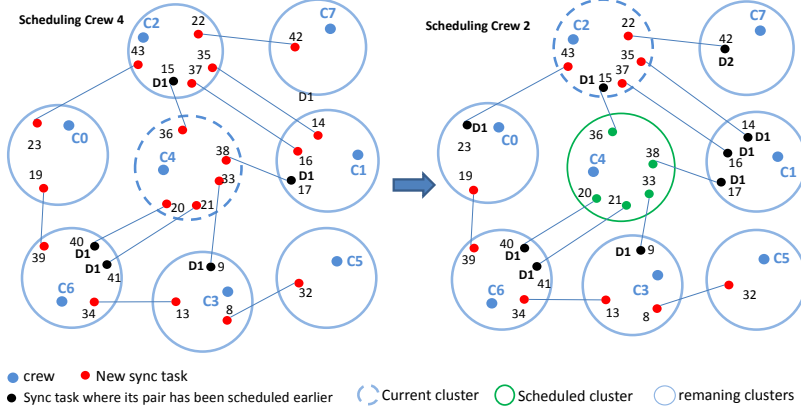 Scheduling Crew 4
22
C2
C7
43
42
35
15
37
D1
D1
14
C0
23
36
38
16
C1
C4
D1
33
17
19
20
21
40
D1
D1
41
D1
9
39
C5
C6
C3
32
34
13
8
Scheduling Crew 2
22
C2
C7
43
42
D2
35
D1
15
37
14
D1
D1
C0
23
36
38
D1
16
C1
C4
D1
33
17
19
20
21
40
D1
D1
41
D1
9
39
C5
C6
C3
32
34
13
8
crew
New sync task
Sync task where its pair has been scheduled earlier
Current cluster
Scheduled cluster
remaning clusters